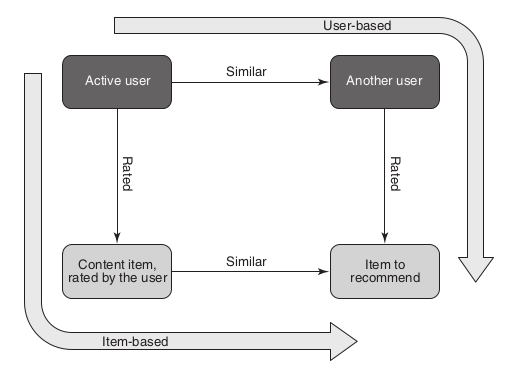 User-based
Similar
Active user
Another user
Rated
Rated
Content item,
rated by the user
Similar
Item to
recommend
Item-based